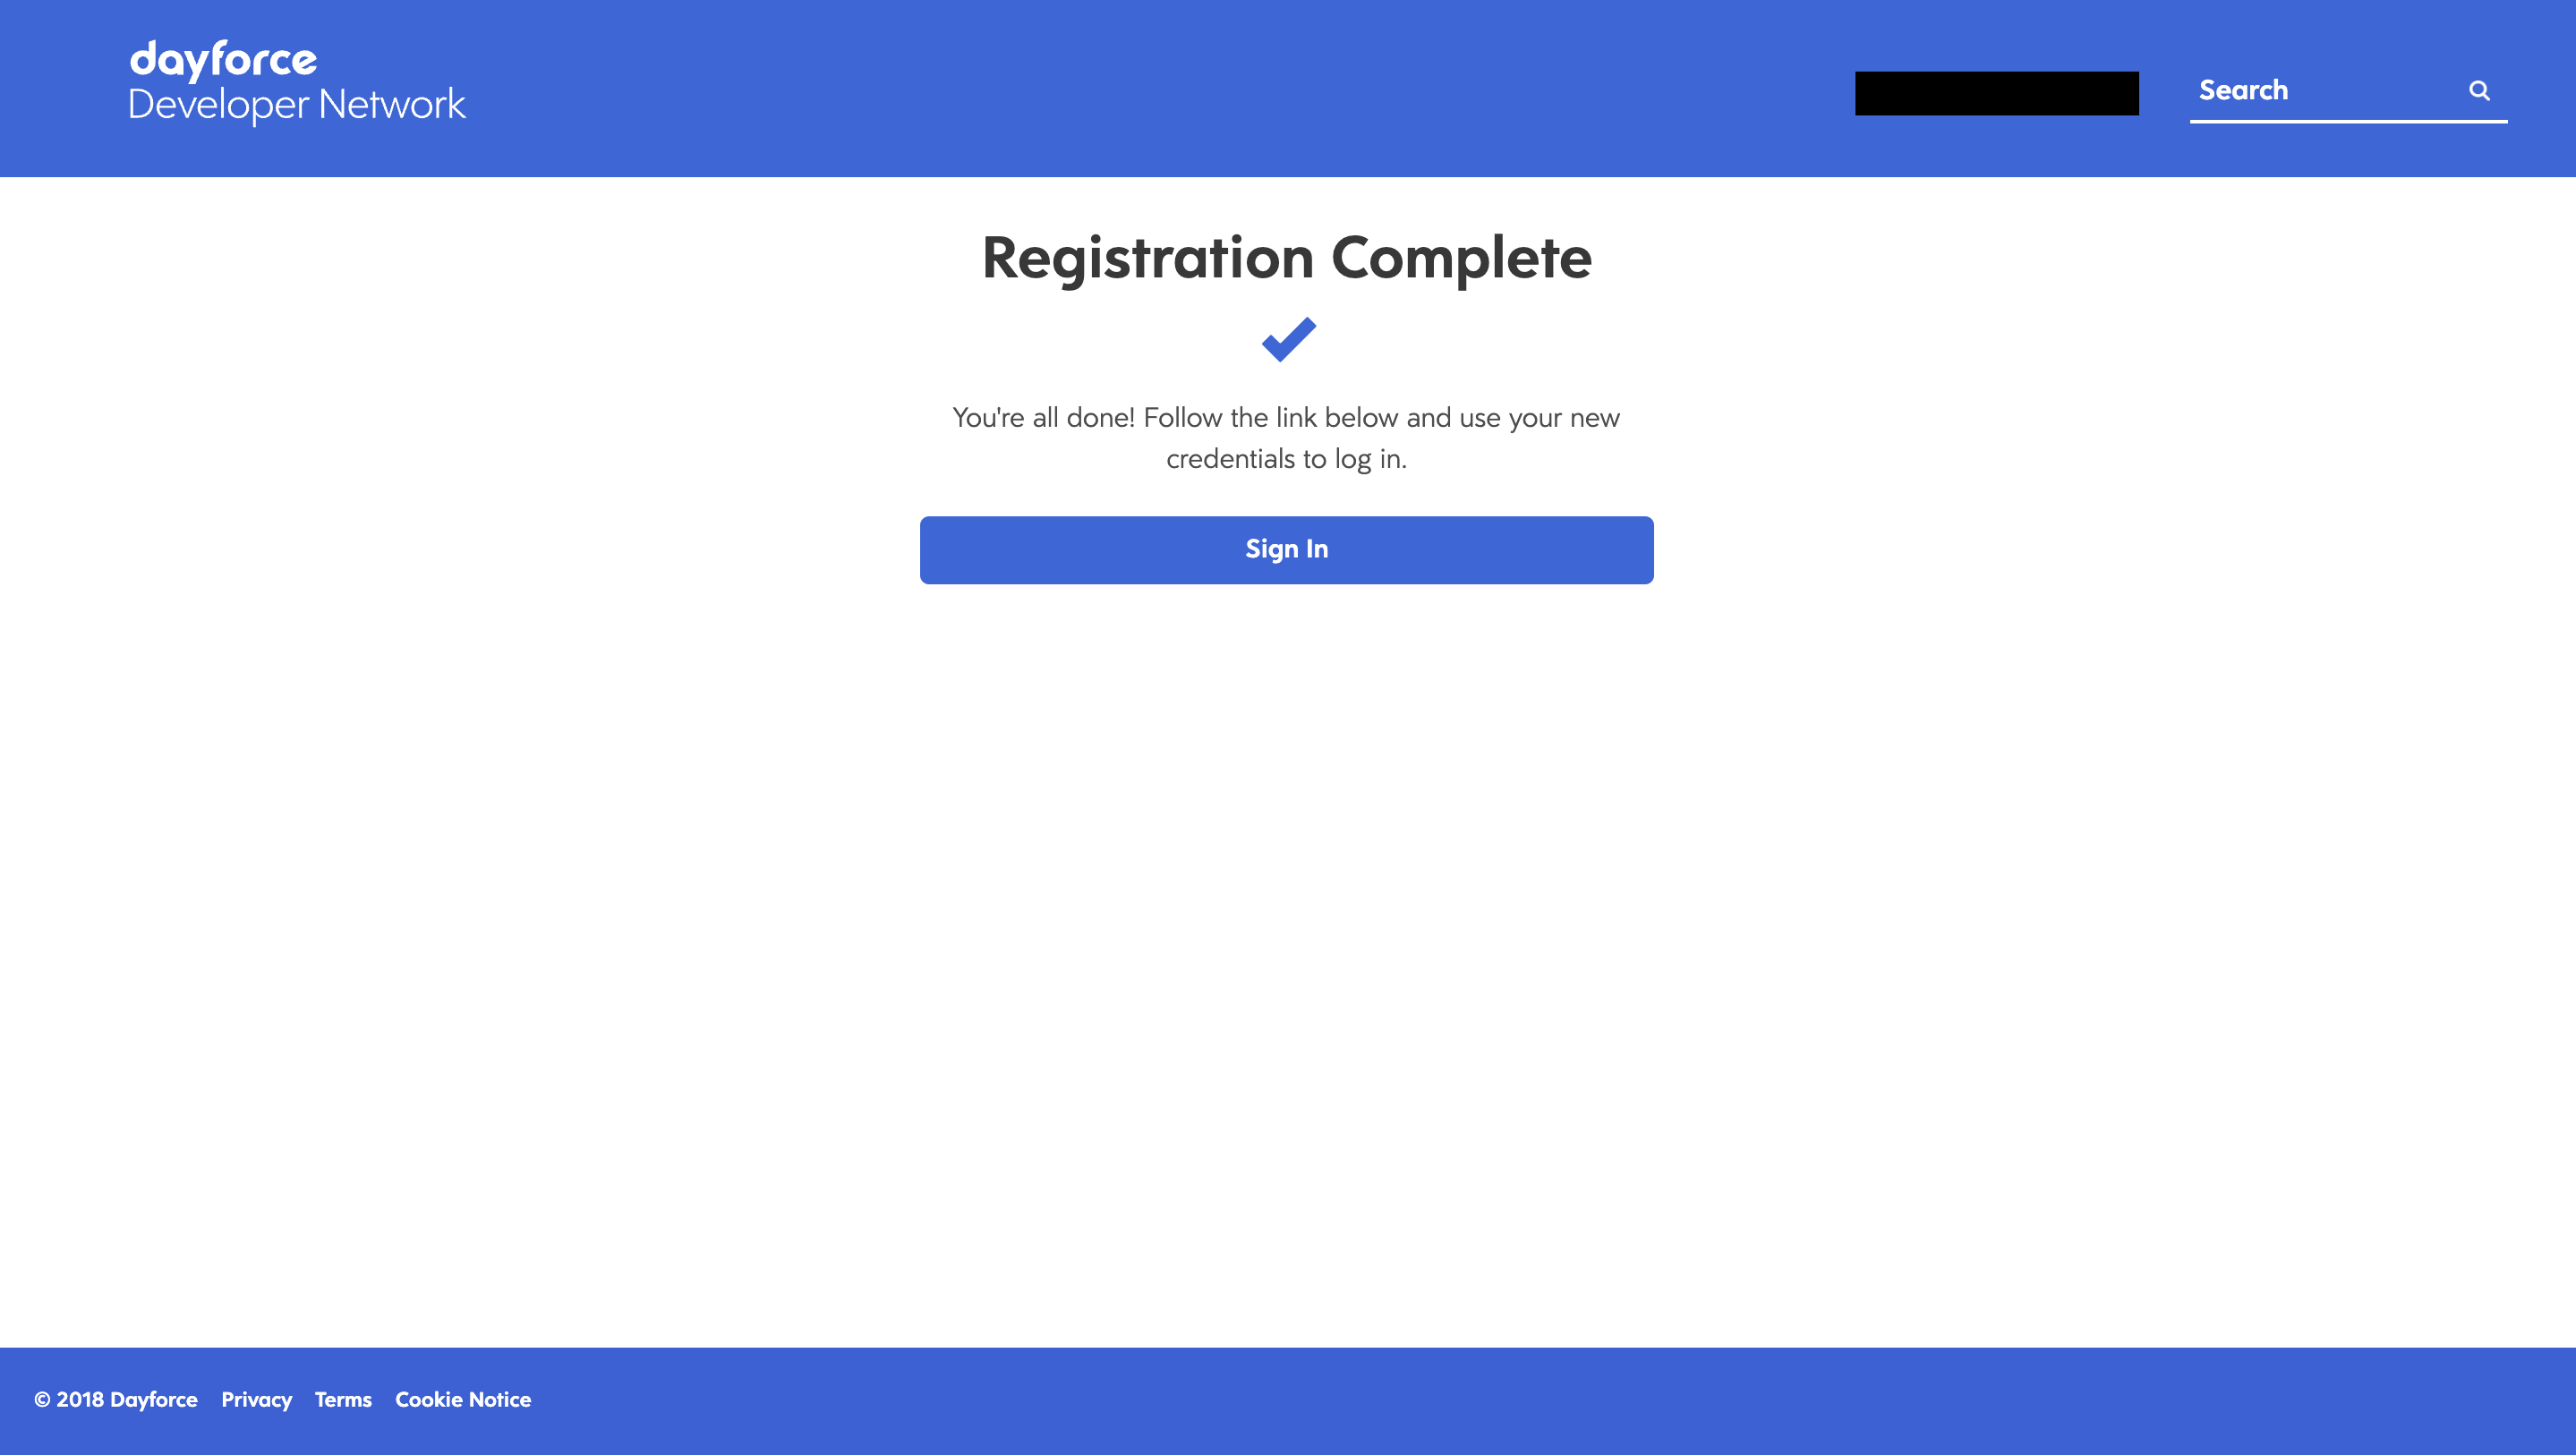 dayforce
Developer Network
Search
Registration Complete
You're all done! Follow the link below and use your new
credentials to log in.
Sign In
© 2018 Dayforce Privacy Terms Cookie Notice